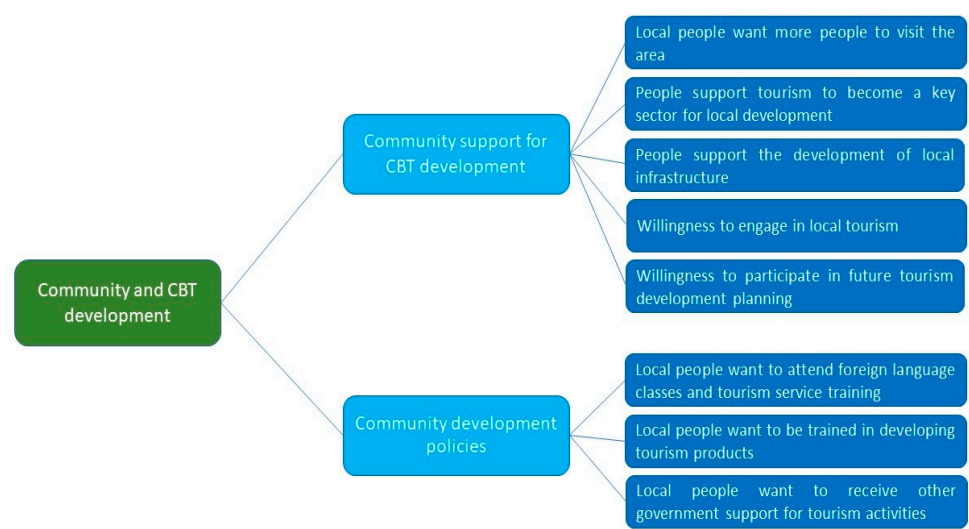 Community and CBT
development
Community support for
CBT development
Local people want more people to visit the
area
People support tourism to become a key
sector for local development
People support the development of local
infrastructure
Willingness to engage in local tourism
Willingness to participate in future tourism
development planning
Community development
policies
Local people want to attend foreign language
classes and tourism service training
Local people want to be trained in developing
tourism products
Local people want to receive other
government support for tourism activities